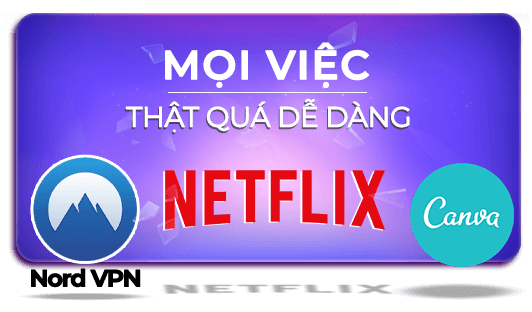 MỌI VIỆC
THẬT QUÁ DỄ DÀNG
NETFLIX
Canva
Nord VPN
NETFLIX